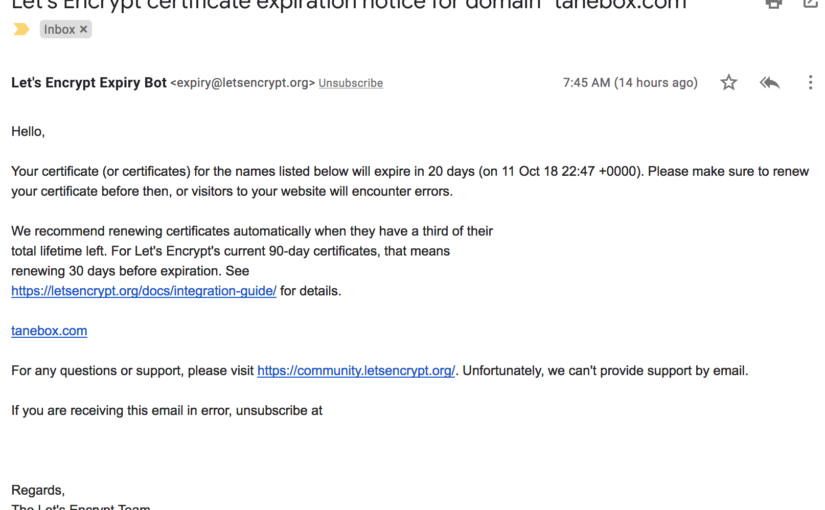 Let's Encrypt certificate expiration notice for domain "tanebox.com"
Inbox ×
Let's Encrypt Expiry Bot <expiry@letsencrypt.org> Unsubscribe 7:45 AM (14 hours ago)
Hello,
Your certificate (or certificates) for the names listed below will expire in 20 days (on 11 Oct 18 22:47 +0000). Please make sure to renew
your certificate before then, or visitors to your website will encounter errors.
We recommend renewing certificates automatically when they have a third of their
total lifetime left. For Let's Encrypt's current 90-day certificates, that means
renewing 30 days before expiration. See
https://letsencrypt.org/docs/integration-guide/ for details.
tanebox.com
For any questions or support, please visit https://community.letsencrypt.org/. Unfortunately, we can't provide support by email.
If you are receiving this email in error, unsubscribe at
Regards,
The Let's Encrypt Team